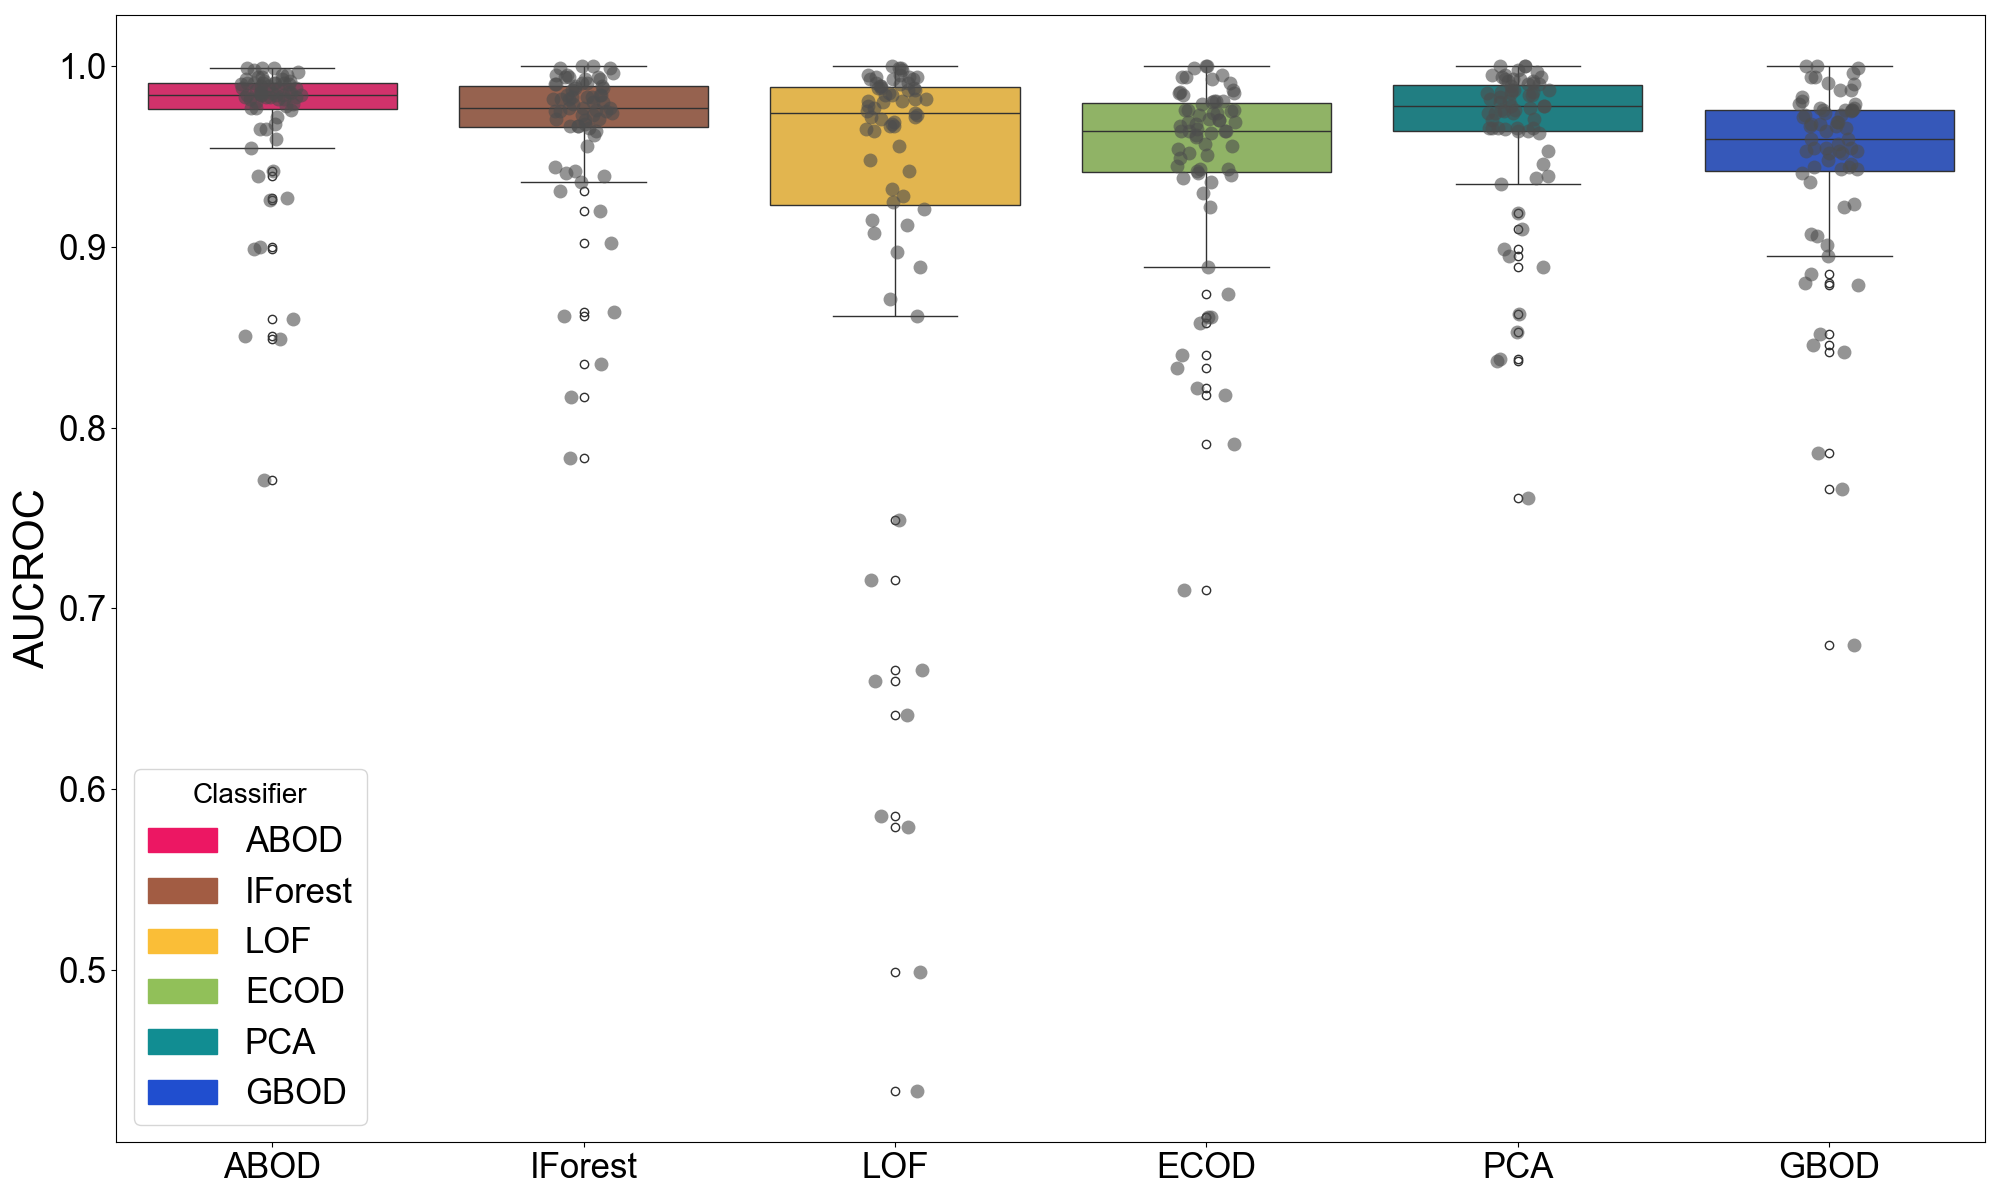 AUCROC
1.0
0.9
0.8
0.7
0.6
0.5
Classifier
ABOD
IForest
LOF
ECOD
PCA
GBOD
ABOD
IForest
LOF
ECOD
PCA
GBOD